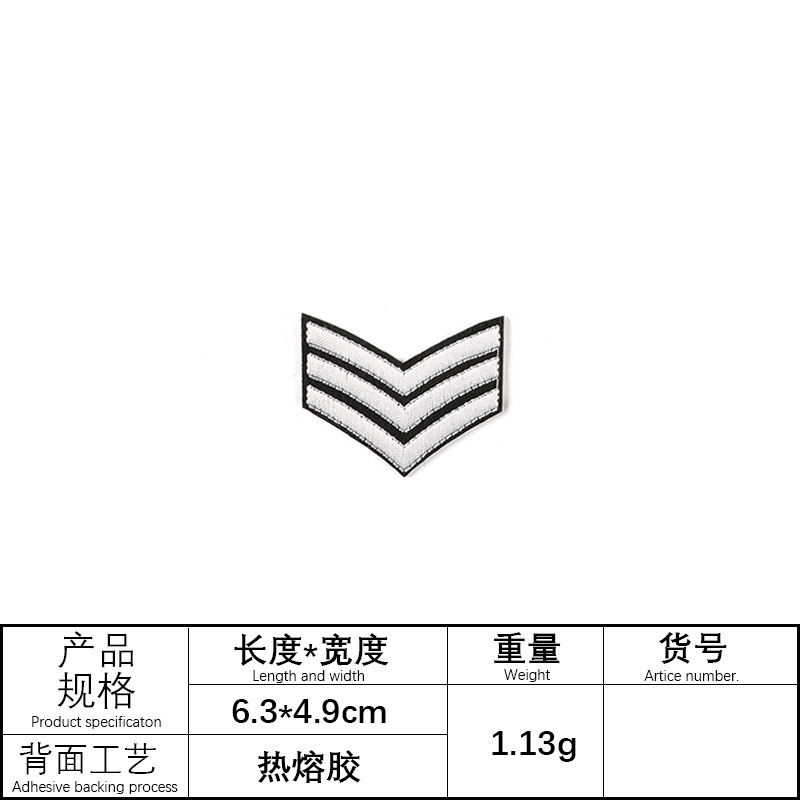 产品
规格
Product specificaton
长度*宽度
Length and width
重量
Weight
货号
Artice number.
6.3*4.9cm
1.13g
背面工艺
Adhesive backing process
热熔胶